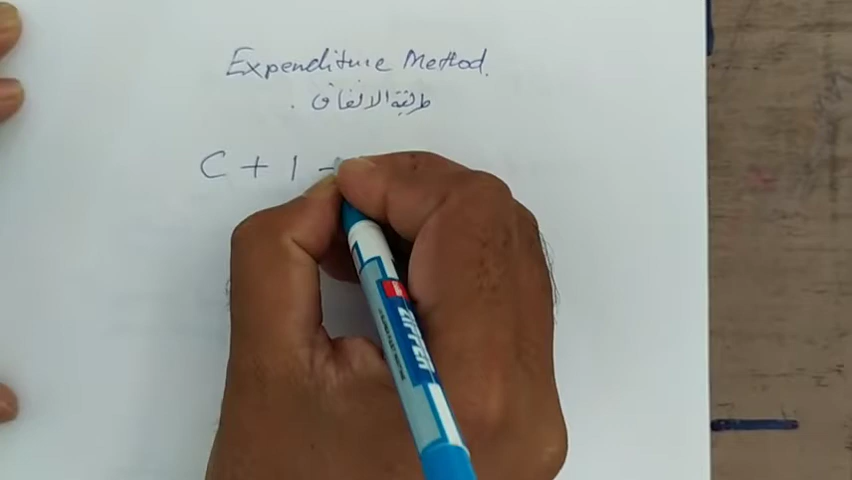 Expenditure Method.
طريقة الانفاق.
C + I +